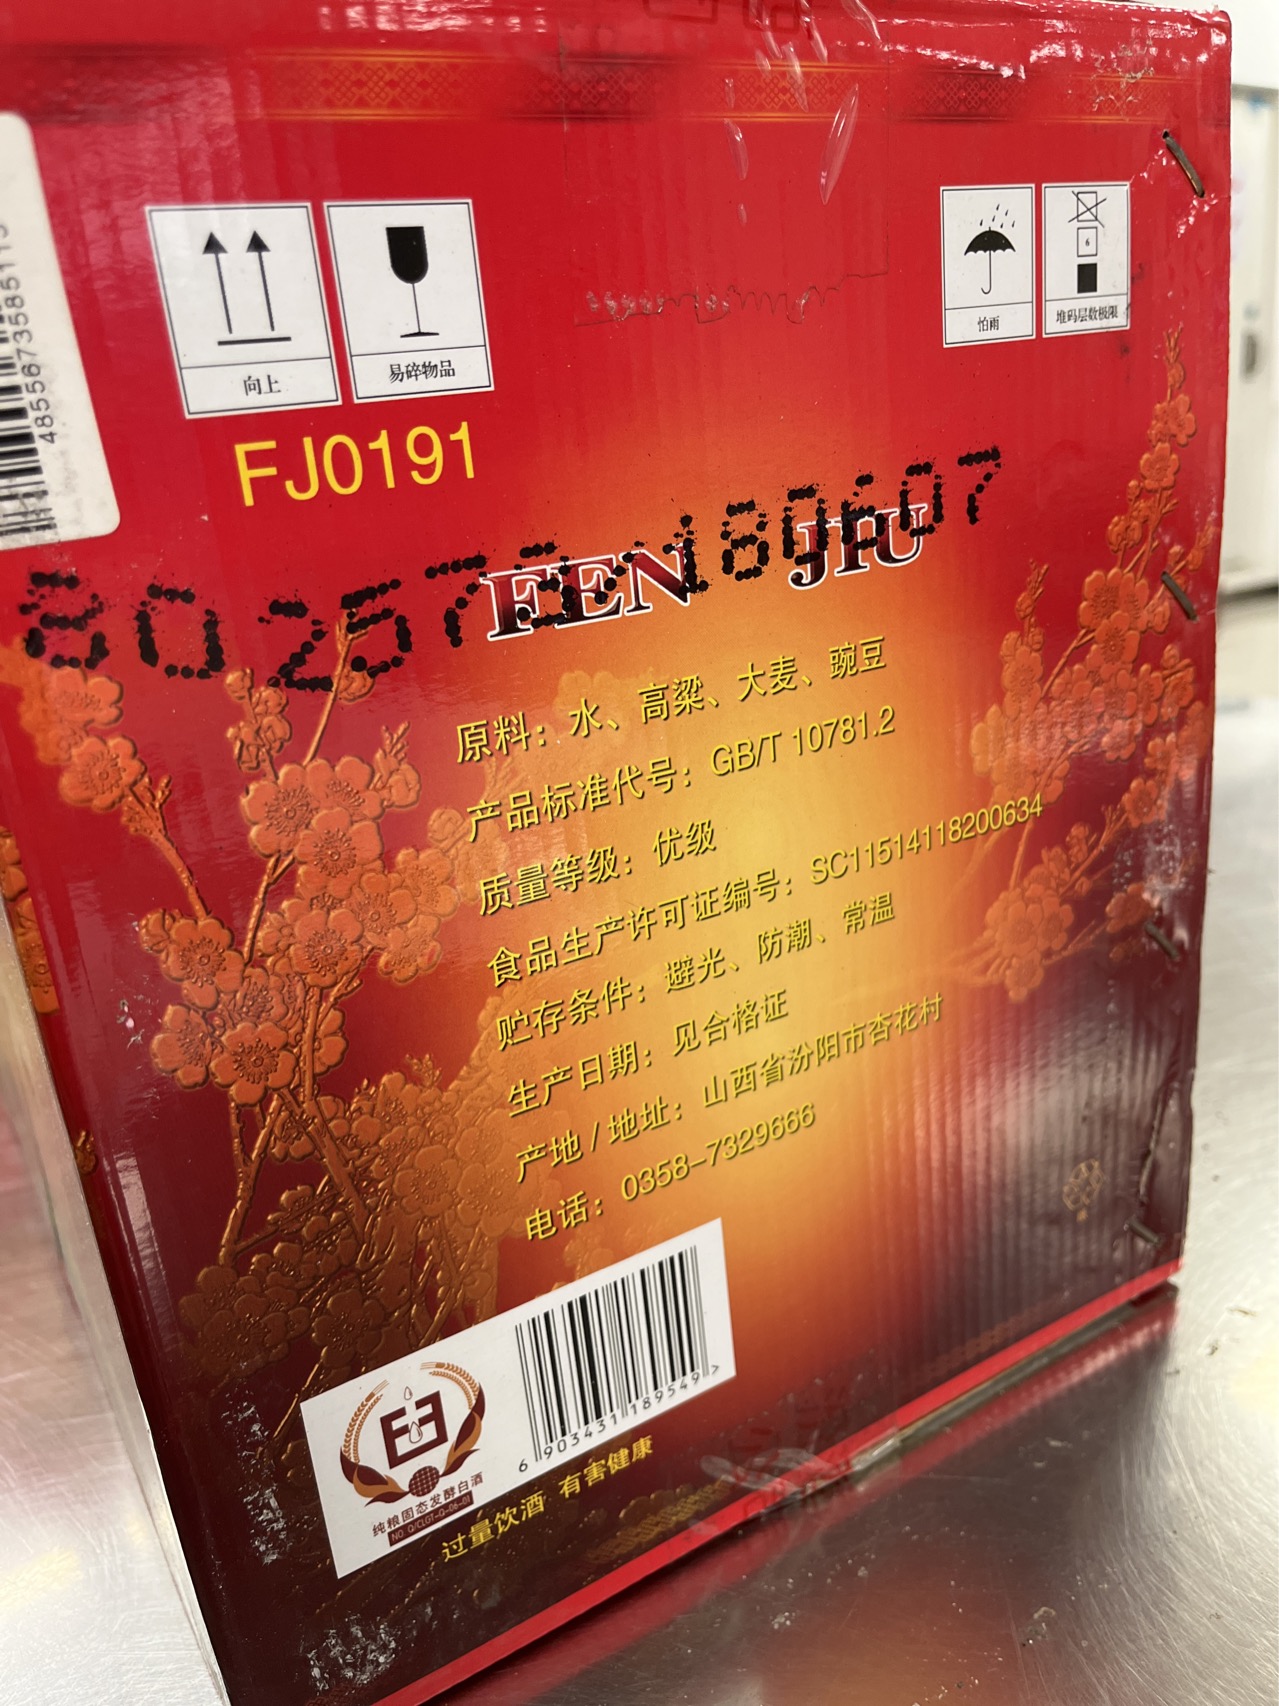 向上
易碎物品
怕雨
6
堆码层数极限
FJ0191
FEN JIU
原料：水、高粱、大麦、豌豆
产品标准代号：GB/T 10781.2
质量等级：优级
食品生产许可证编号：SC11514118200634
贮存条件：避光、防潮、常温
生产日期：见合格证
产地/地址：山西省汾阳市杏花村
电话：0358-7329666
6 903431 189549 >
纯粮固态发酵白酒
NO. Q/CLGT-Q-06-01
过量饮酒 有害健康